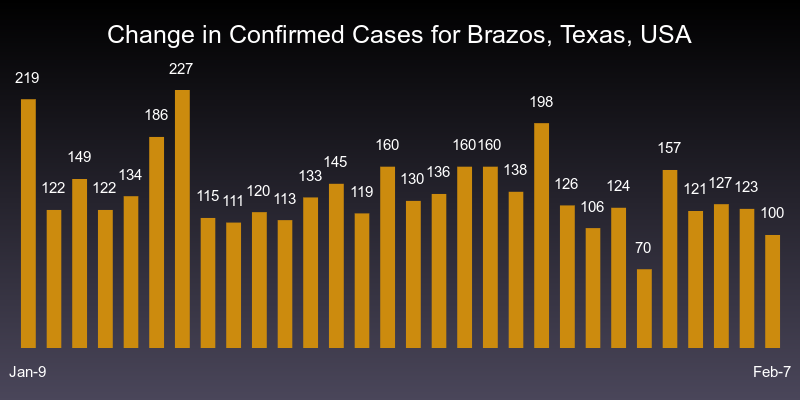 Change in Confirmed Cases for Brazos, Texas, USA
219 122 149 122 134 186 227 115 111 120 113 133 145 119 160 130 136 160 160 138 198 126 106 124 70 157 121 127 123 100
Jan-9 Feb-7